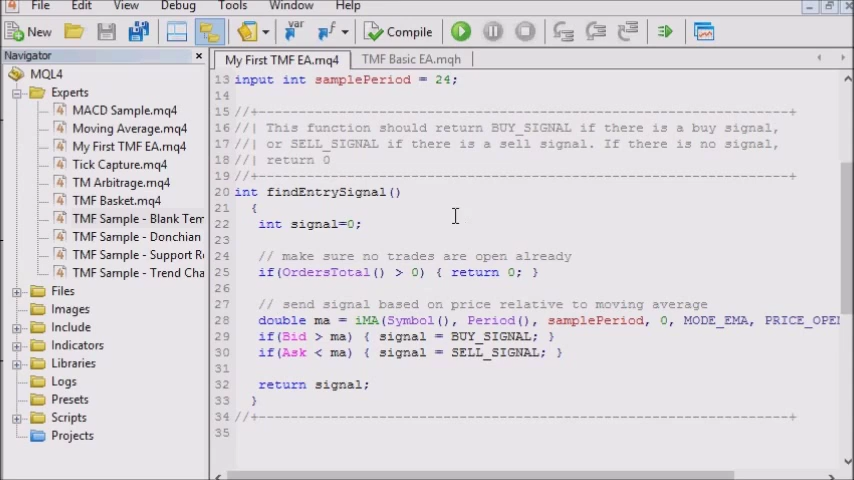 File Edit View Debug Tools Window Help
New Compile
Navigator ×
MQL4
Experts
MACD Sample.mq4
Moving Average.mq4
My First TMF EA.mq4
Tick Capture.mq4
TM Arbitrage.mq4
TMF Basket.mq4
TMF Sample - Blank Tem
TMF Sample - Donchian
TMF Sample - Support Re
TMF Sample - Trend Cha
Files
Images
Include
Indicators
Libraries
Logs
Presets
Scripts
Projects
My First TMF EA.mq4 TMF Basic EA.mqh
13 input int samplePeriod = 24;
14
15 //+------------------------------------------------------------------+
16 //| This function should return BUY_SIGNAL if there is a buy signal,
17 //| or SELL_SIGNAL if there is a sell signal. If there is no signal,
18 //| return 0
19 //+------------------------------------------------------------------+
20 int findEntrySignal()
21 {
22 int signal=0;
23
24 // make sure no trades are open already
25 if(OrdersTotal() > 0) { return 0; }
26
27 // send signal based on price relative to moving average
28 double ma = iMA(Symbol(), Period(), samplePeriod, 0, MODE_EMA, PRICE_OPEN
29 if(Bid > ma) { signal = BUY_SIGNAL; }
30 if(Ask < ma) { signal = SELL_SIGNAL; }
31
32 return signal;
33 }
34 //+------------------------------------------------------------------+
35